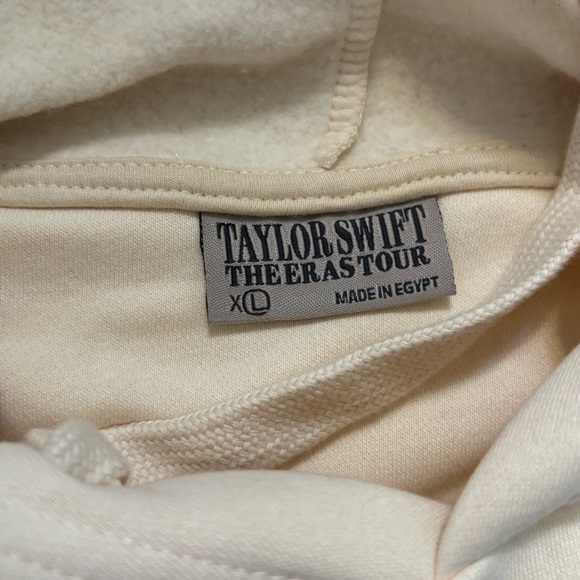 TAYLOR SWIFT
THE ERAS TOUR
XL MADE IN EGYPT